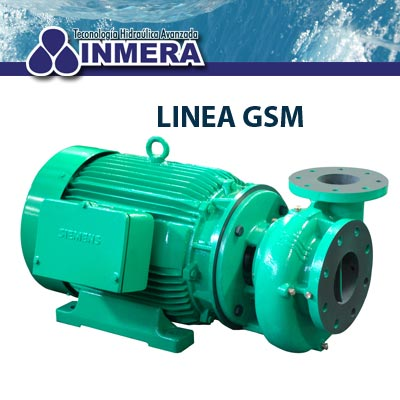 Tecnología Hidráulica Avanzada
INMERA
LINEA GSM
SIEMENS